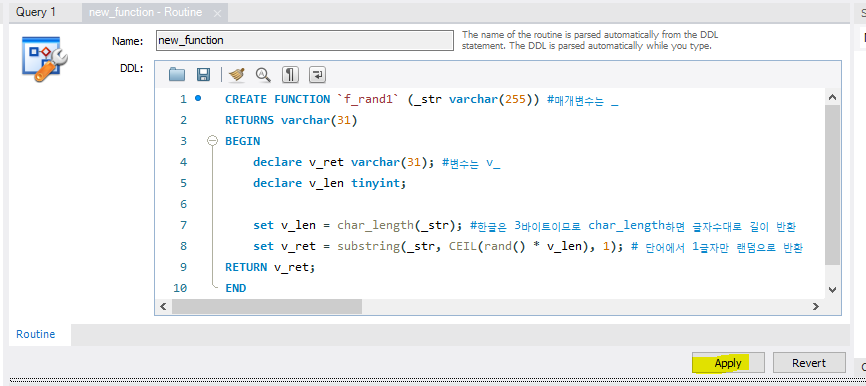 Query 1
new_function - Routine
Name:
new_function
The name of the routine is parsed automatically from the DDL
statement. The DDL is parsed automatically while you type.
DDL:
1 CREATE FUNCTION `f_rand1` (_str varchar(255)) #매개변수는 _
2 RETURNS varchar(31)
3 BEGIN
4 declare v_ret varchar(31); #변수는 v_
5 declare v_len tinyint;
6
7 set v_len = char_length(_str); #한글은 3바이트이므로 char_length하면 글자수대로 길이 반환
8 set v_ret = substring(_str, CEIL(rand() * v_len), 1); # 단어에서 1글자만 랜덤으로 반환
9 RETURN v_ret;
10 END
Routine
Apply
Revert